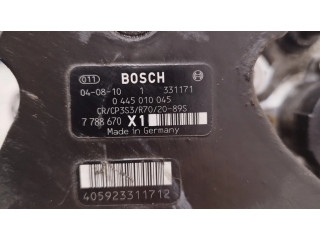 011 BOSCH
04-08-10 1 331171
0 445 010 045
CR/CP3S3/R70/20-89S
7 788 670 X1
Made in Germany
405923311712